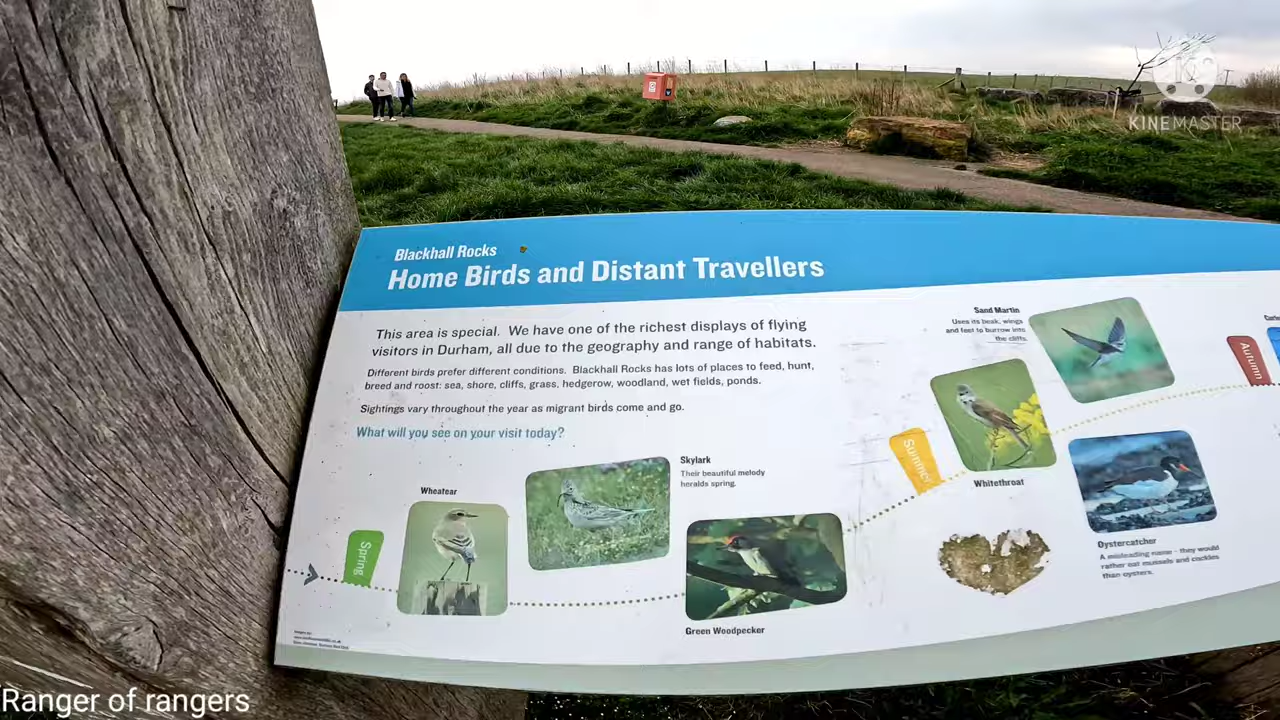 KINEMASTER
Blackhall Rocks
Home Birds and Distant Travellers
This area is special. We have one of the richest displays of flying
visitors in Durham, all due to the geography and range of habitats.
Different birds prefer different conditions. Blackhall Rocks has lots of places to feed, hunt,
breed and roost: sea, shore, cliffs, grass, hedgerow, woodland, wet fields, ponds.
Sightings vary throughout the year as migrant birds come and go.
What will you see on your visit today?
Spring
Wheatear
Skylark
Their beautiful melody
heralds spring.
Green Woodpecker
Summer
Sand Martin
Uses its beak, wings
and feet to burrow into
the cliffs.
Whitethroat
Oystercatcher
A misleading name - they would
rather eat mussels and cockles
than oysters.
Autumn
Ranger of rangers